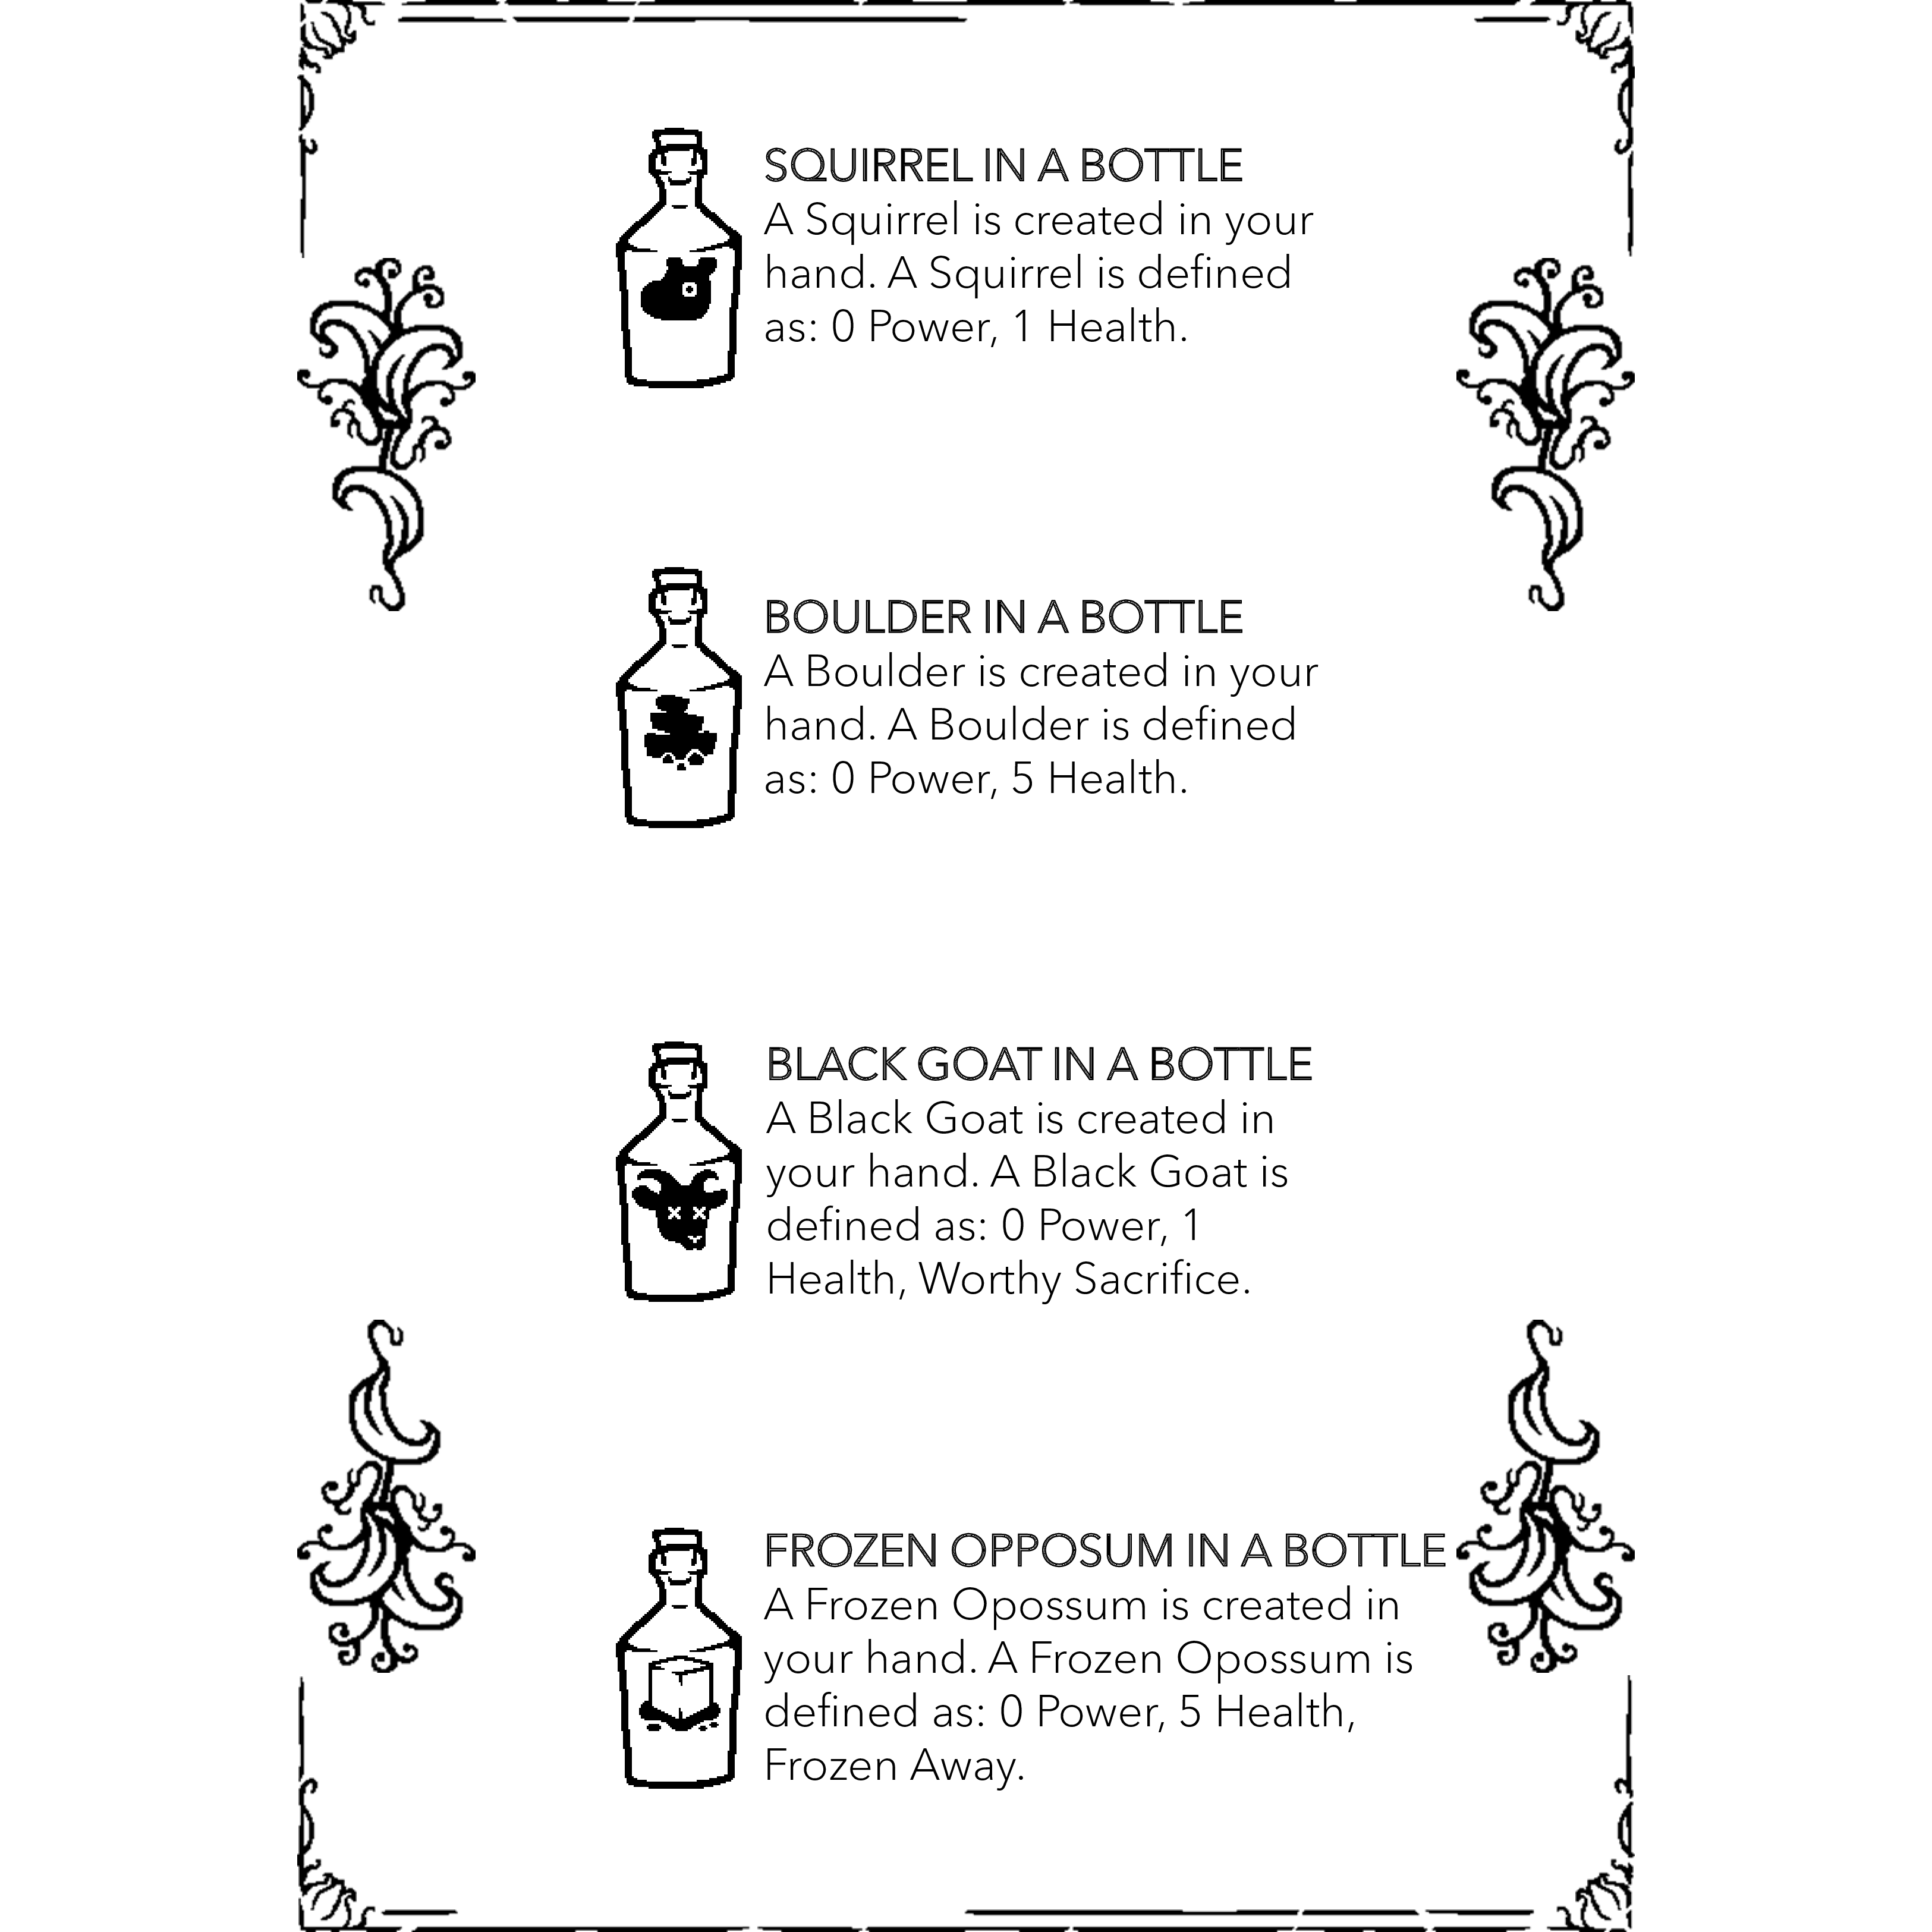 SQUIRREL IN A BOTTLE
A Squirrel is created in your
hand. A Squirrel is defined
as: 0 Power, 1 Health.
BOULDER IN A BOTTLE
A Boulder is created in your
hand. A Boulder is defined
as: 0 Power, 5 Health.
BLACK GOAT IN A BOTTLE
A Black Goat is created in
your hand. A Black Goat is
defined as: 0 Power, 1
Health, Worthy Sacrifice.
FROZEN OPPOSUM IN A BOTTLE
A Frozen Opossum is created in
your hand. A Frozen Opossum is
defined as: 0 Power, 5 Health,
Frozen Away.